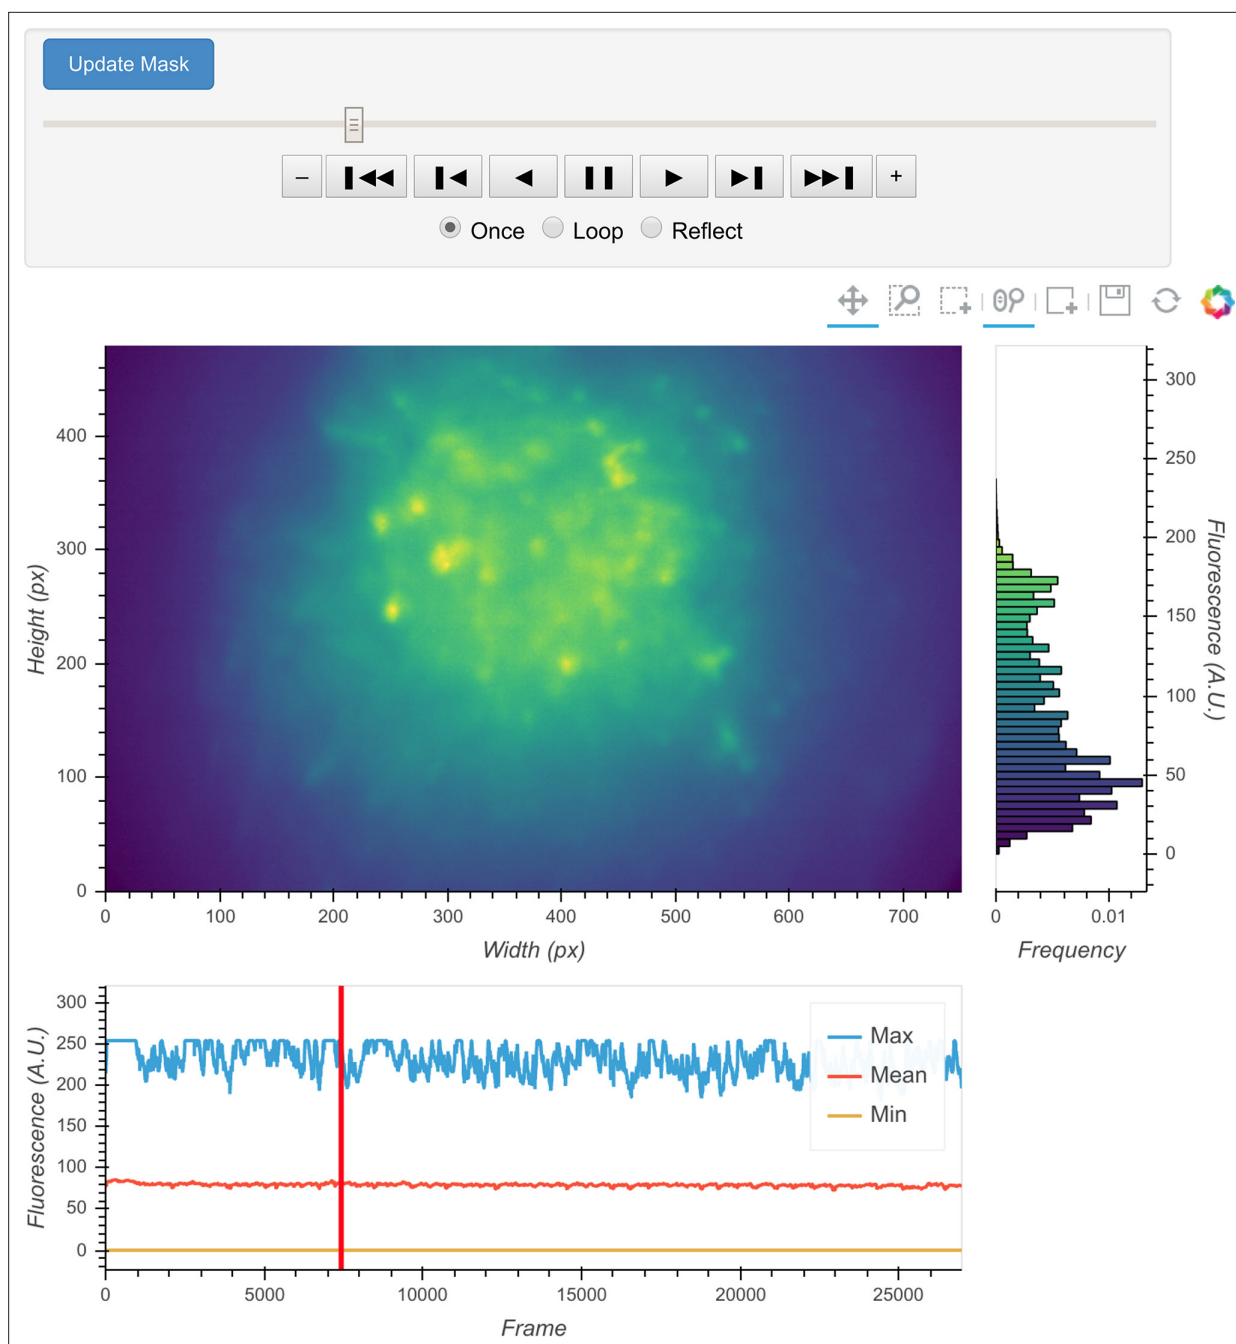 Update Mask
–
+
Once Loop Reflect
Height (px)
400
300
200
100
0
0 100 200 300 400 500 600 700
Width (px)
300
250
200
150
100
50
0
Fluorescence (A.U.)
0 0.01
Frequency
Fluorescence (A.U.)
300
250
200
150
100
50
0
Max
Mean
Min
0 5000 10000 15000 20000 25000
Frame